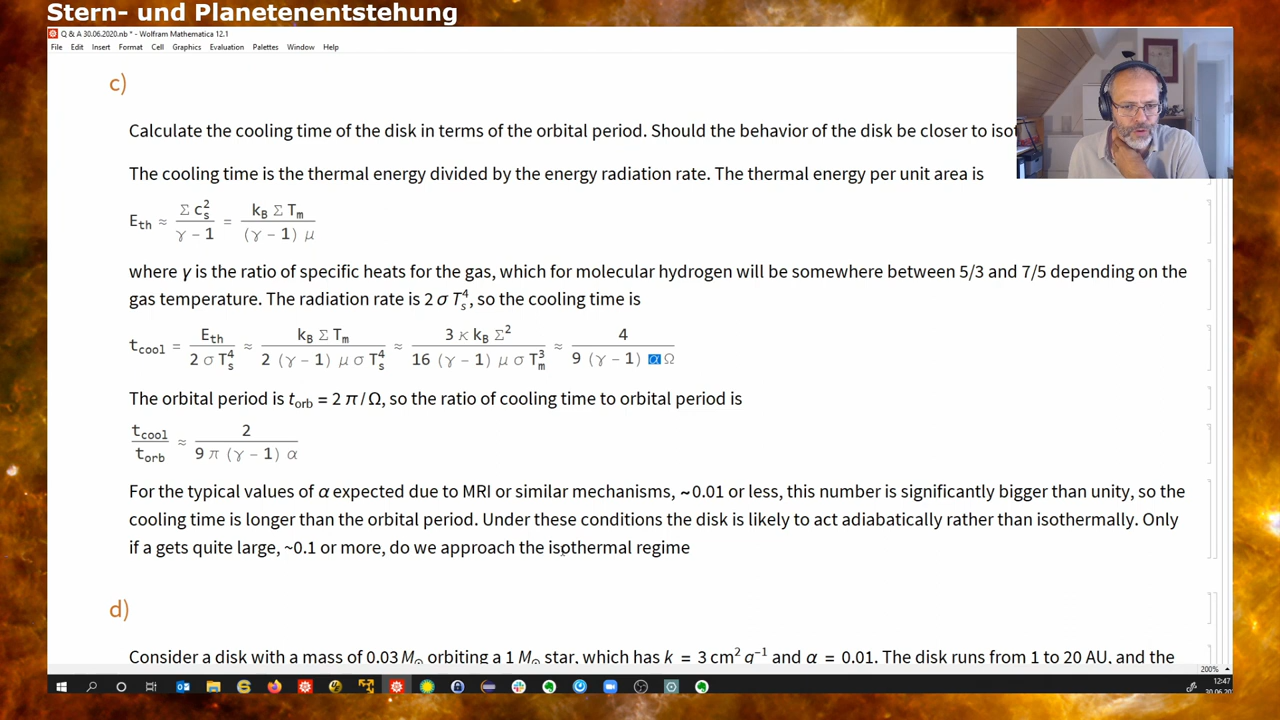 Stern- und Planetenentstehung
Q & A 30.06.2020.nb * - Wolfram Mathematica 12.1
File Edit Insert Format Cell Graphics Evaluation Palettes Window Help
c)
Calculate the cooling time of the disk in terms of the orbital period. Should the behavior of the disk be closer to
The cooling time is the thermal energy divided by the energy radiation rate. The thermal energy per unit area is
E_th ≈ Σ c_s^2 / (γ − 1) = k_B Σ T_m / ((γ − 1) μ)
where γ is the ratio of specific heats for the gas, which for molecular hydrogen will be somewhere between 5/3 and 7/5 depending on the
gas temperature. The radiation rate is 2 σ T_s^4, so the cooling time is
t_cool = E_th / (2 σ T_s^4) ≈ k_B Σ T_m / (2 (γ − 1) μ σ T_s^4) ≈ 3 κ k_B Σ^2 / (16 (γ − 1) μ σ T_m^3) ≈ 4 / (9 (γ − 1) α Ω)
The orbital period is t_orb = 2 π / Ω, so the ratio of cooling time to orbital period is
t_cool / t_orb ≈ 2 / (9 π (γ − 1) α)
For the typical values of α expected due to MRI or similar mechanisms, ~0.01 or less, this number is significantly bigger than unity, so the
cooling time is longer than the orbital period. Under these conditions the disk is likely to act adiabatically rather than isothermally. Only
if a gets quite large, ~0.1 or more, do we approach the isothermal regime
d)
Consider a disk with a mass of 0.03 M⊙ orbiting a 1 M⊙ star, which has k = 3 cm^2 g^−1 and α = 0.01. The disk runs from 1 to 20 AU, and the
200%
12:47